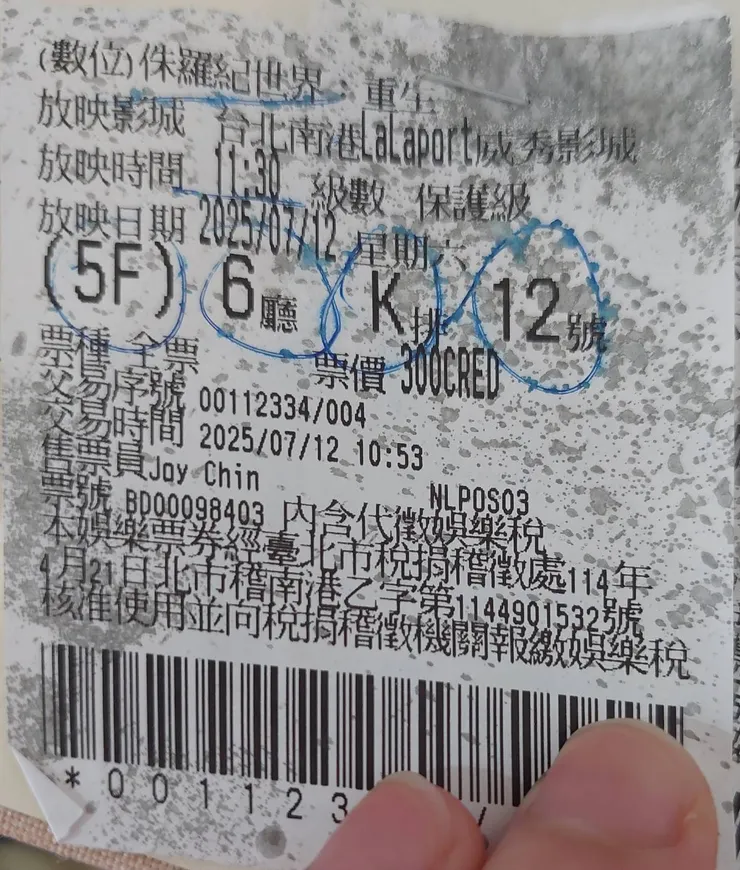 (數位)侏羅紀世界：重生
放映影城 台北南港LaLaport威秀影城
放映時間 11:30 級數 保護級
放映日期 2025/07/12 星期六
(5F) 6廳 K排 12號
票種 全票 票價 300CRED
交易序號 00112334/004
交易時間 2025/07/12 10:53
售票員Jay Chin NLPOS03
票號 BD00098403 內含代徵娛樂稅
本娛樂票券經臺北市稅捐稽徵處114年
4月21日北市稽南港乙字第1144901532號
核准使用並向稅捐稽徵機關報繳娛樂稅
*001123